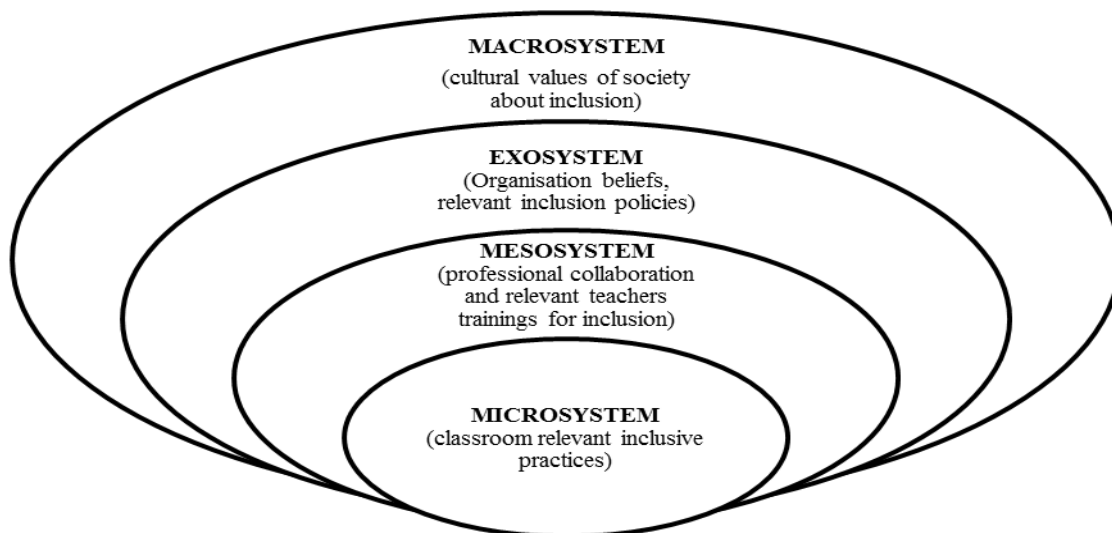 MACROSYSTEM
(cultural values of society
about inclusion)
EXOSYSTEM
(Organisation beliefs,
relevant inclusion policies)
MESOSYSTEM
(professional collaboration
and relevant teachers
trainings for inclusion)
MICROSYSTEM
(classroom relevant inclusive
practices)